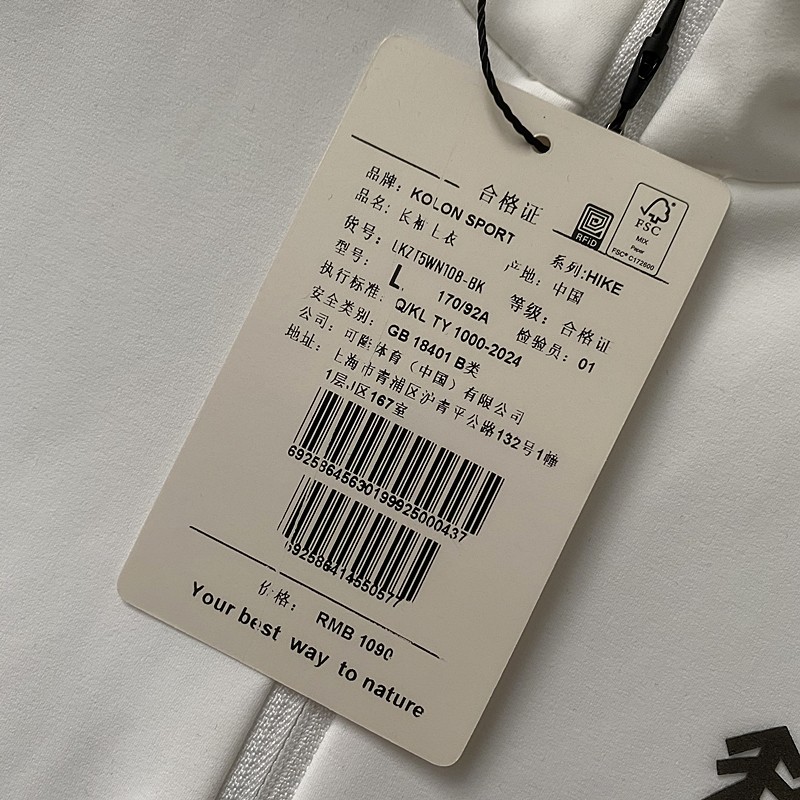 合格证
品牌: KOLON SPORT
系列:HIKE
品名: 长袖上衣
产地: 中国
货号: LKZT5WN108-BK
等级: 合格证
型号: L 170/92A
检验员: 01
执行标准: Q/KL TY 1000-2024
安全类别: GB 18401 B类
公司: 可隆体育（中国）有限公司
地址: 上海市青浦区沪青平公路132号1幢
1层J区167室
RFID
FSC
MIX
Paper
FSC® C172600
69258645630199925000437
692586414550577
价格: RMB 1090
Your best way to nature